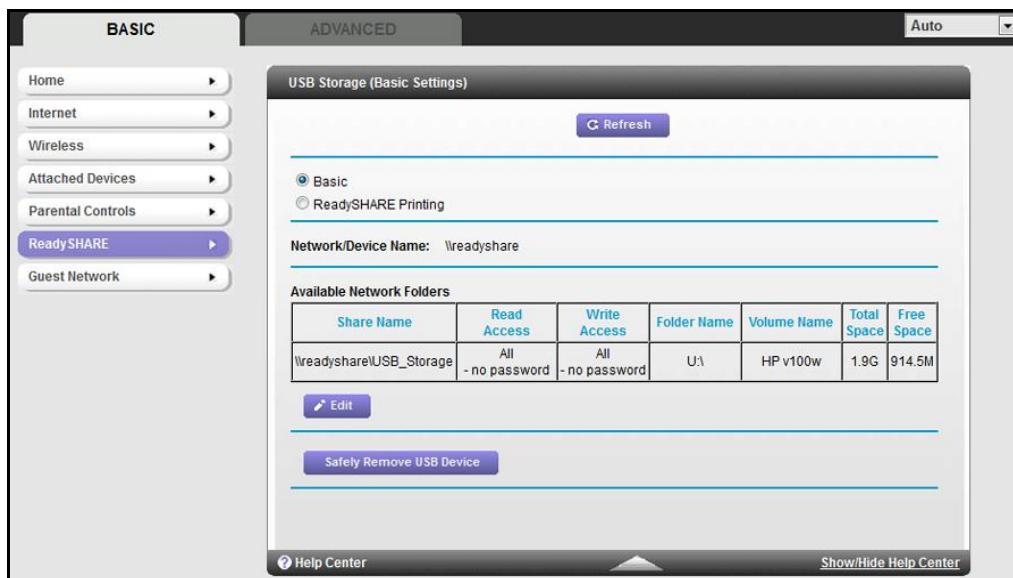 BASIC
ADVANCED
Auto
Home
Internet
Wireless
Attached Devices
Parental Controls
ReadySHARE
Guest Network
USB Storage (Basic Settings)
Refresh
Basic
ReadySHARE Printing
Network/Device Name: \\readyshare
Available Network Folders
Share Name Read Access Write Access Folder Name Volume Name Total Space Free Space
\\readyshare\USB_Storage All - no password All - no password U:\ HP v100w 1.9G 914.5M
Edit
Safely Remove USB Device
? Help Center
Show/Hide Help Center